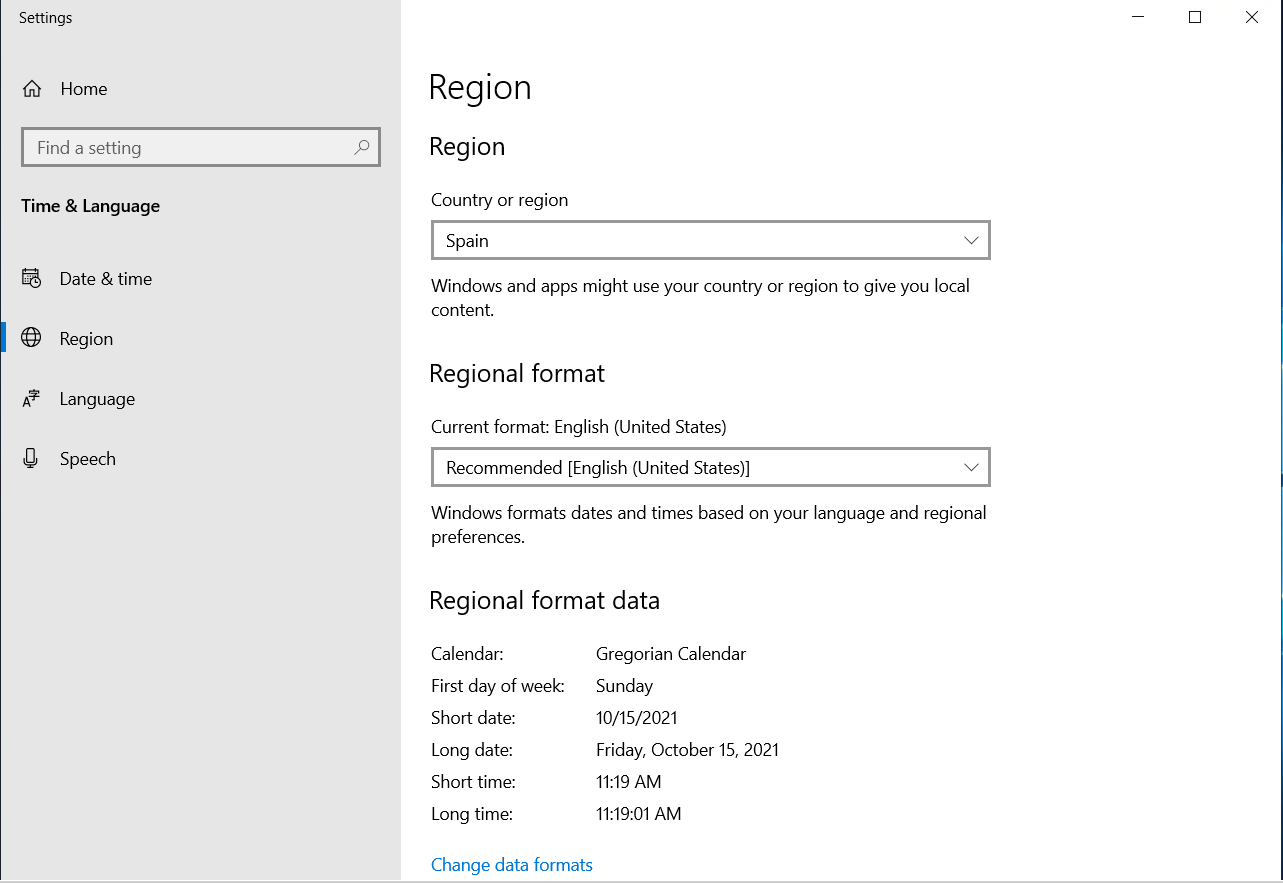 Settings
Home
Find a setting
Time & Language
Date & time
Region
Language
Speech
Region
Region
Country or region
Spain
Windows and apps might use your country or region to give you local
content.
Regional format
Current format: English (United States)
Recommended [English (United States)]
Windows formats dates and times based on your language and regional
preferences.
Regional format data
Calendar: Gregorian Calendar
First day of week: Sunday
Short date: 10/15/2021
Long date: Friday, October 15, 2021
Short time: 11:19 AM
Long time: 11:19:01 AM
Change data formats